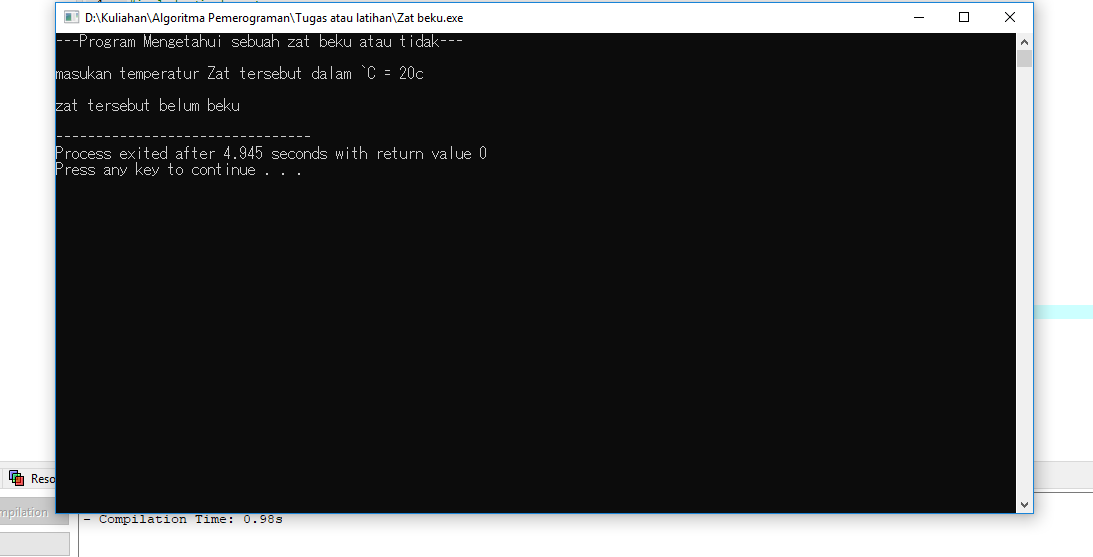 D:\Kuliahan\Algoritma Pemerograman\Tugas atau latihan\Zat beku.exe
---Program Mengetahui sebuah zat beku atau tidak---
masukan temperatur Zat tersebut dalam `C = 20c
zat tersebut belum beku
--------------------------------
Process exited after 4.945 seconds with return value 0
Press any key to continue . . .
Reso
mpilation
- Compilation Time: 0.98s